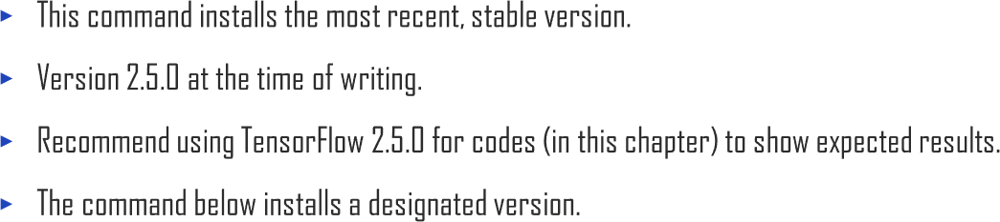 ▸ This command installs the most recent, stable version.
▸ Version 2.5.0 at the time of writing.
▸ Recommend using TensorFlow 2.5.0 for codes (in this chapter) to show expected results.
▸ The command below installs a designated version.